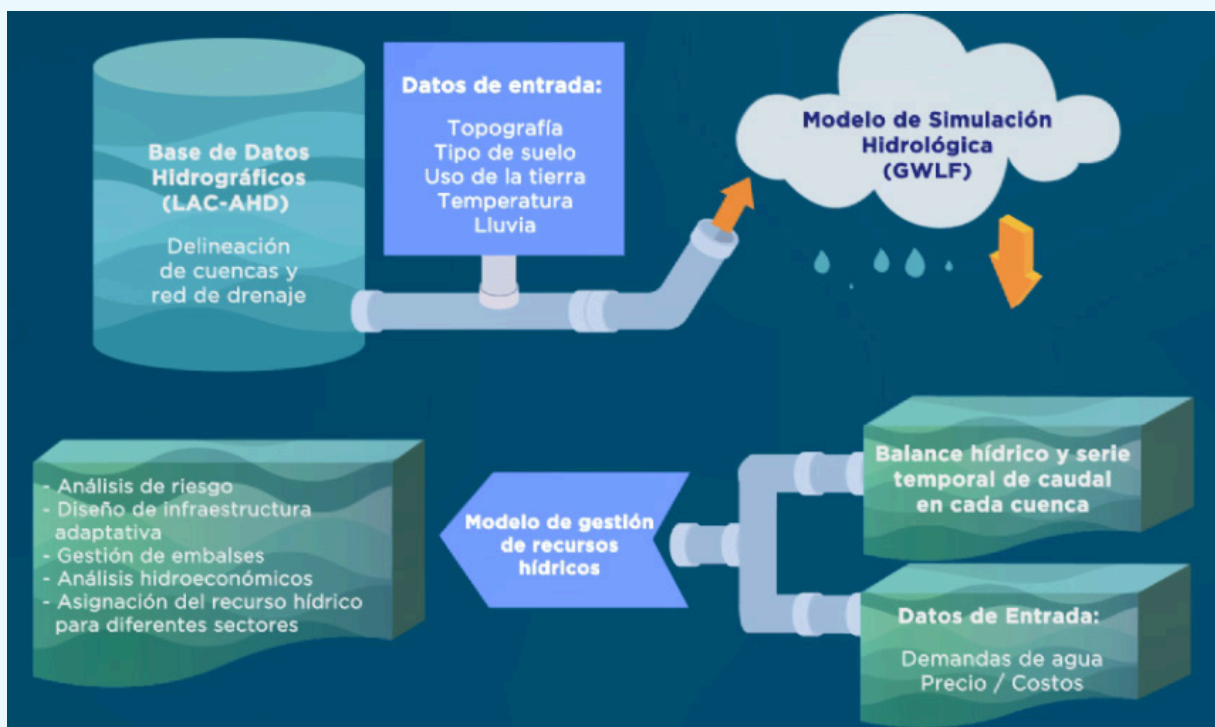 Base de Datos
Hidrográficos
(LAC-AHD)
Delineación
de cuencas y
red de drenaje
Datos de entrada:
Topografía
Tipo de suelo
Uso de la tierra
Temperatura
Lluvia
Modelo de Simulación
Hidrológica
(GWLF)
Balance hídrico y serie
temporal de caudal
en cada cuenca
Datos de Entrada:
Demandas de agua
Precio / Costos
Modelo de gestión
de recursos
hídricos
- Análisis de riesgo
- Diseño de infraestructura
adaptativa
- Gestión de embalses
- Análisis hidroeconómicos
- Asignación del recurso hídrico
para diferentes sectores